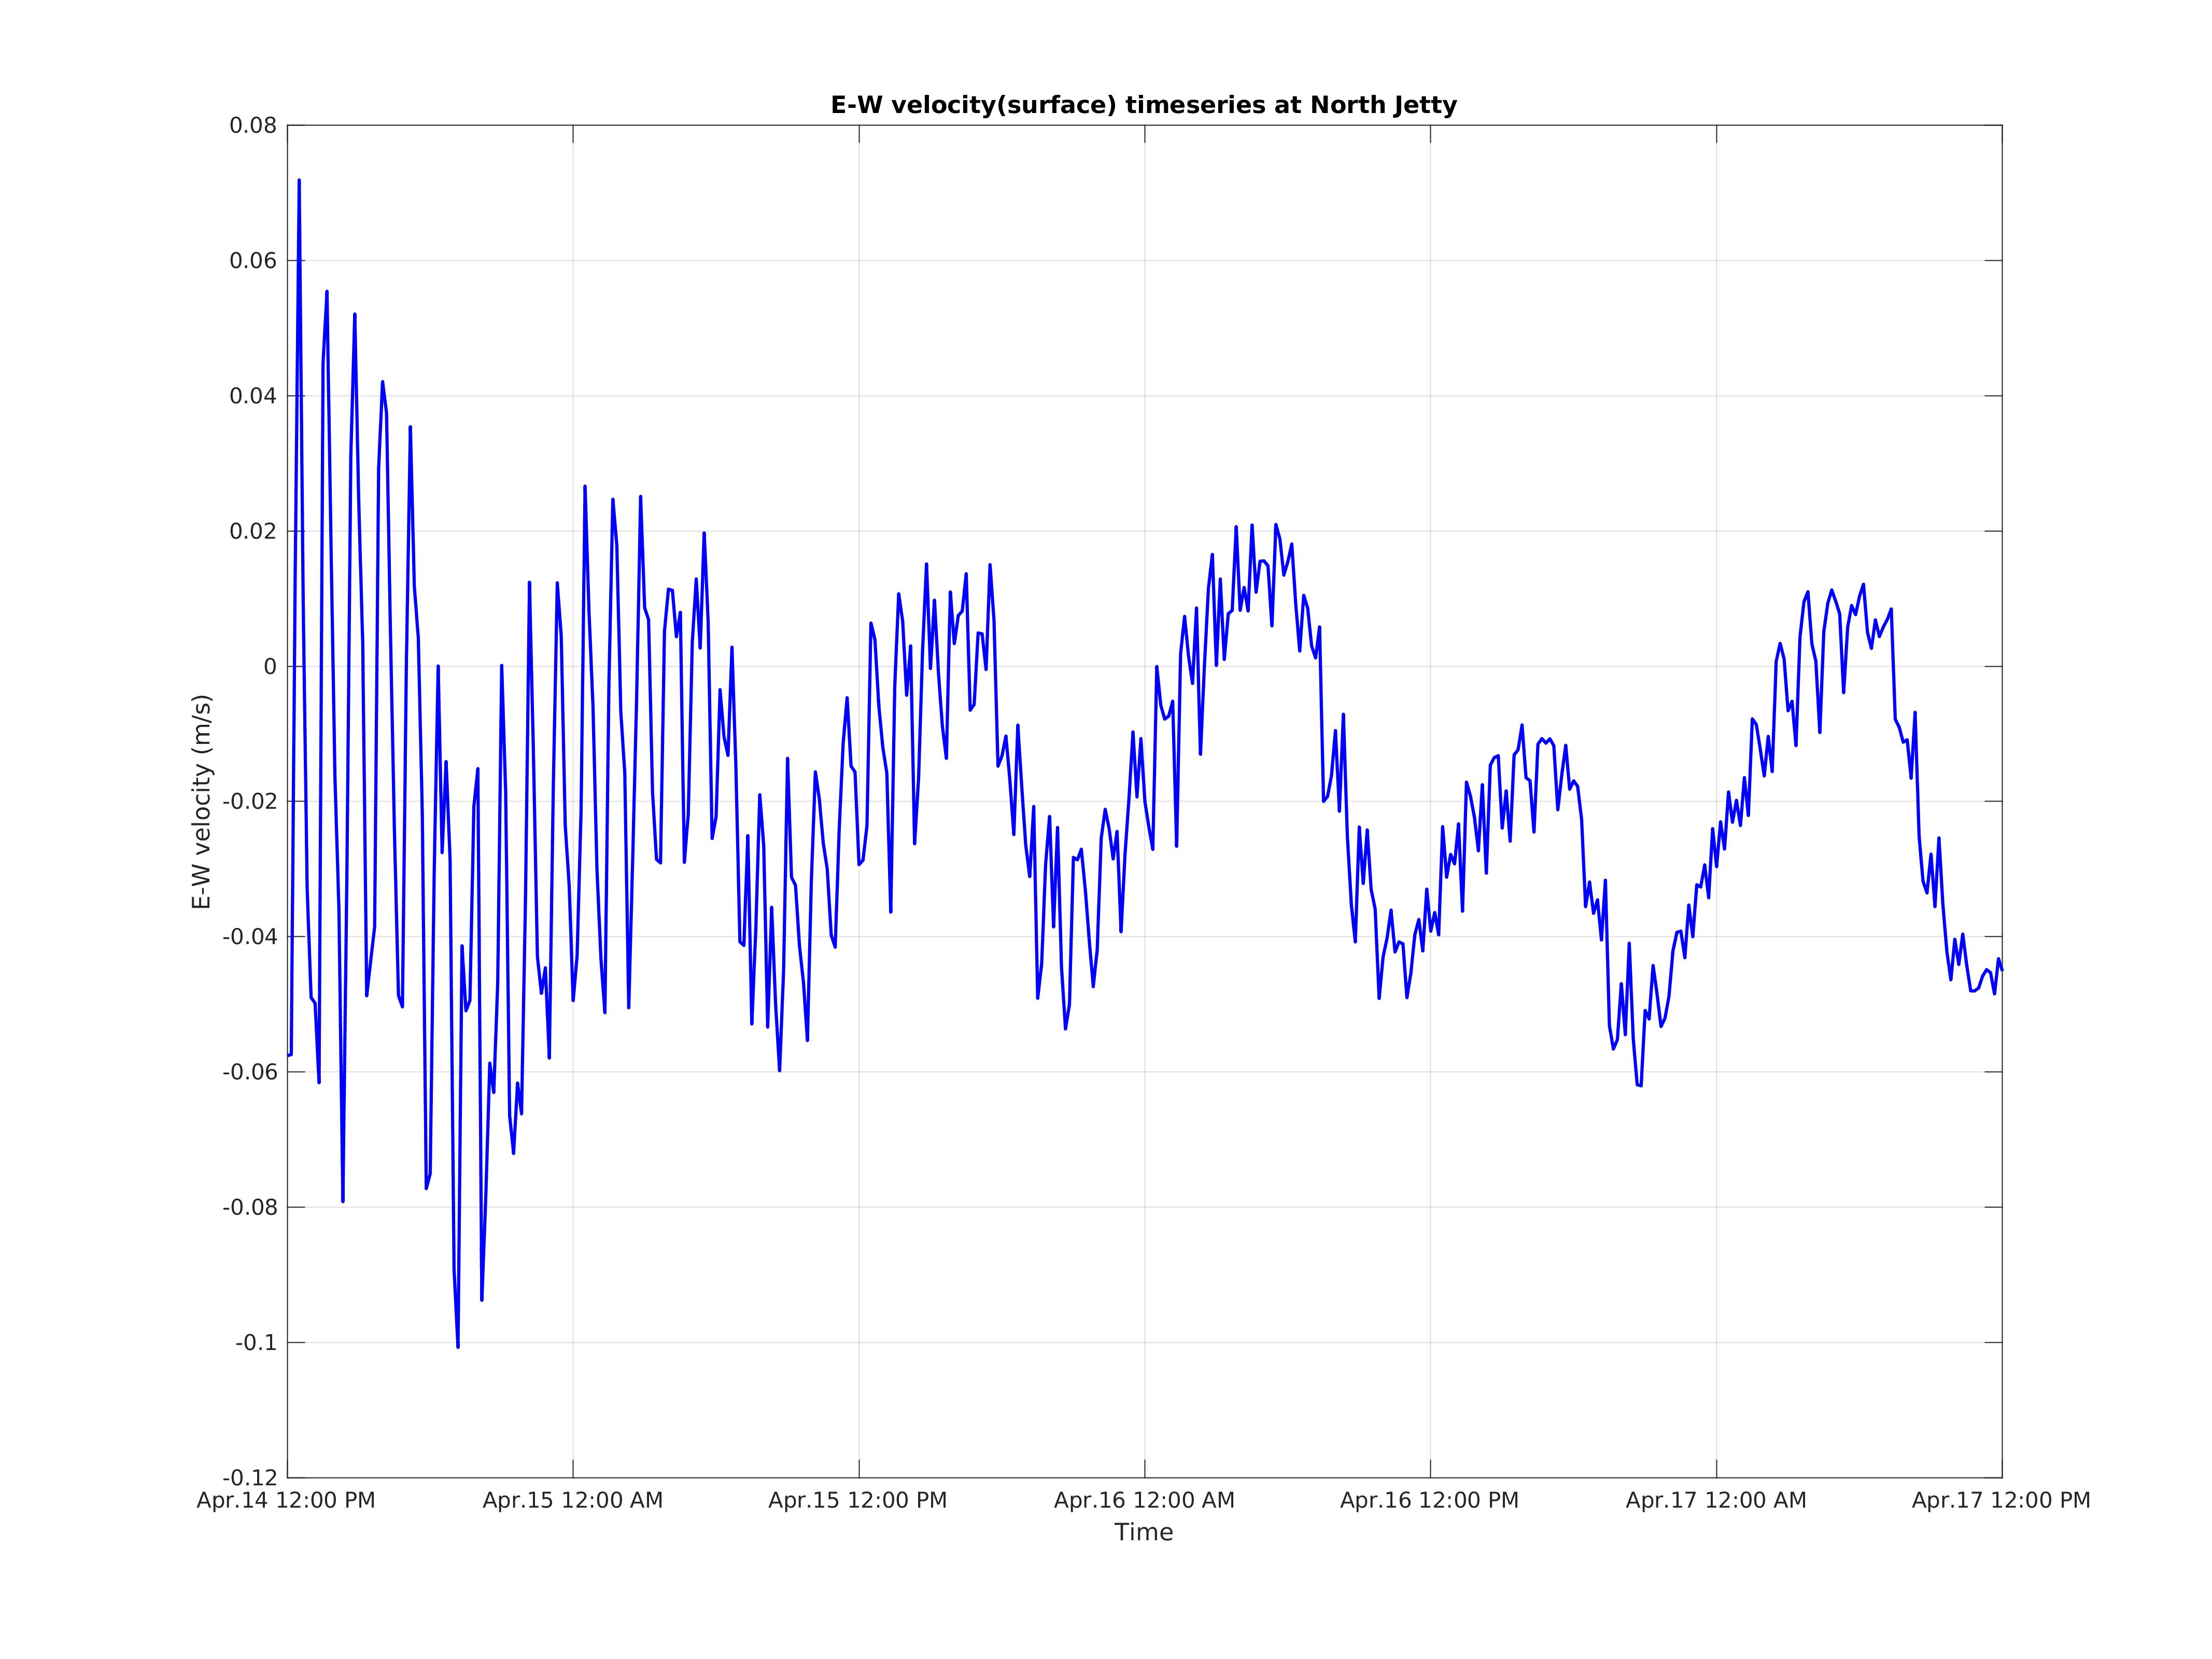 E-W velocity(surface) timeseries at North Jetty
0.08
0.06
0.04
0.02
0
-0.02
-0.04
-0.06
-0.08
-0.1
-0.12
E-W velocity (m/s)
Apr.14 12:00 PM Apr.15 12:00 AM Apr.15 12:00 PM Apr.16 12:00 AM Apr.16 12:00 PM Apr.17 12:00 AM Apr.17 12:00 PM
Time